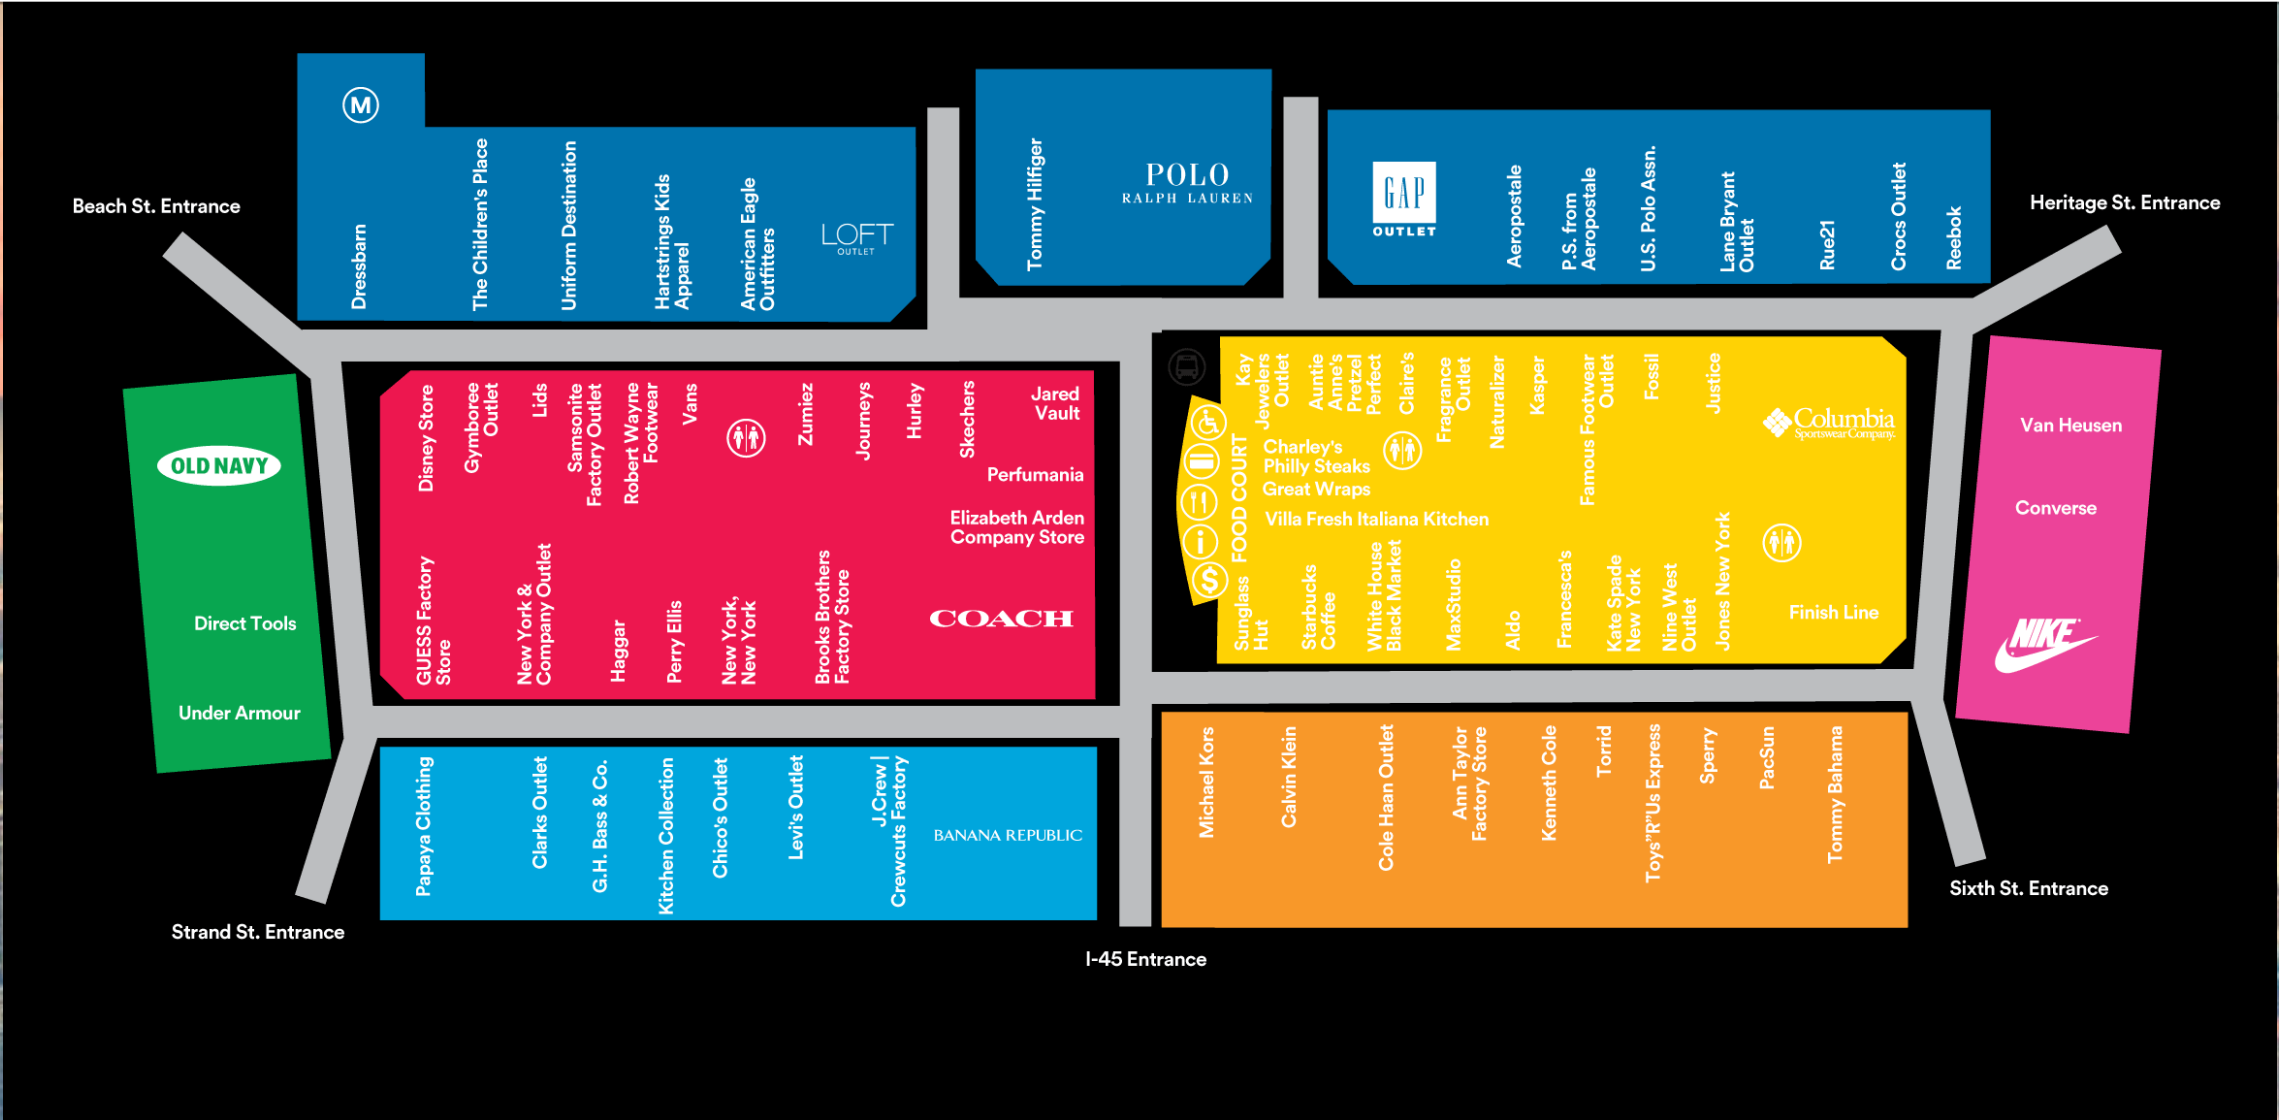 M
Dressbarn
The Children's Place
Uniform Destination
Hartstrings Kids
Apparel
American Eagle
Outfitters
LOFT
OUTLET
Tommy Hilfiger
POLO
RALPH LAUREN
GAP
OUTLET
Aeropostale
P.S. from
Aeropostale
U.S. Polo Assn.
Lane Bryant
Outlet
Rue21
Crocs Outlet
Reebok
Beach St. Entrance
Heritage St. Entrance
OLD NAVY
Direct Tools
Under Armour
Disney Store
Gymboree
Outlet
Lids
Samsonite
Factory Outlet
Robert Wayne
Footwear
Vans
Zumiez
Journeys
Hurley
Skechers
Jared
Vault
Perfumania
Elizabeth Arden
Company Store
COACH
GUESS Factory
Store
New York &
Company Outlet
Haggar
Perry Ellis
New York,
New York
Brooks Brothers
Factory Store
Kay
Jewelers
Outlet
Auntie
Anne's
Pretzel
Perfect
Claire's
Fragrance
Outlet
Naturalizer
Kasper
Famous Footwear
Outlet
Fossil
Justice
Columbia
Sportswear Company.
FOOD COURT
i
$
Charley's
Philly Steaks
Great Wraps
Villa Fresh Italiana Kitchen
Sunglass
Hut
Starbucks
Coffee
White House
Black Market
MaxStudio
Aldo
Francesca's
Kate Spade
New York
Nine West
Outlet
Jones New York
Finish Line
Van Heusen
Converse
NIKE
Papaya Clothing
Clarks Outlet
G.H. Bass & Co.
Kitchen Collection
Chico's Outlet
Levi's Outlet
J.Crew |
Crewcuts Factory
BANANA REPUBLIC
Michael Kors
Calvin Klein
Cole Haan Outlet
Ann Taylor
Factory Store
Kenneth Cole
Torrid
Toys”R”Us Express
Sperry
PacSun
Tommy Bahama
Strand St. Entrance
I-45 Entrance
Sixth St. Entrance